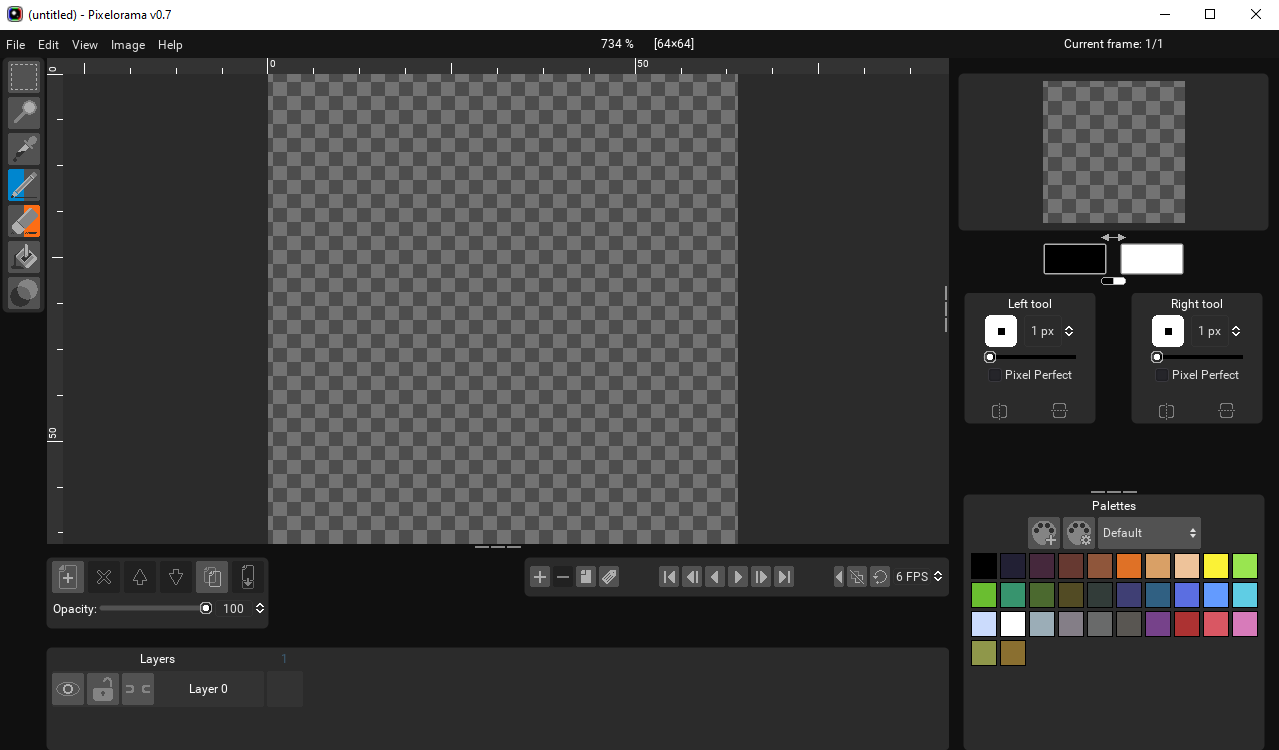 (untitled) - Pixelorama v0.7
File Edit View Image Help 734 % [64×64] Current frame: 1/1
0 50
0
50
Left tool
1 px
Pixel Perfect
Right tool
1 px
Pixel Perfect
Palettes
Default
6 FPS
Opacity: 100
Layers 1
Layer 0